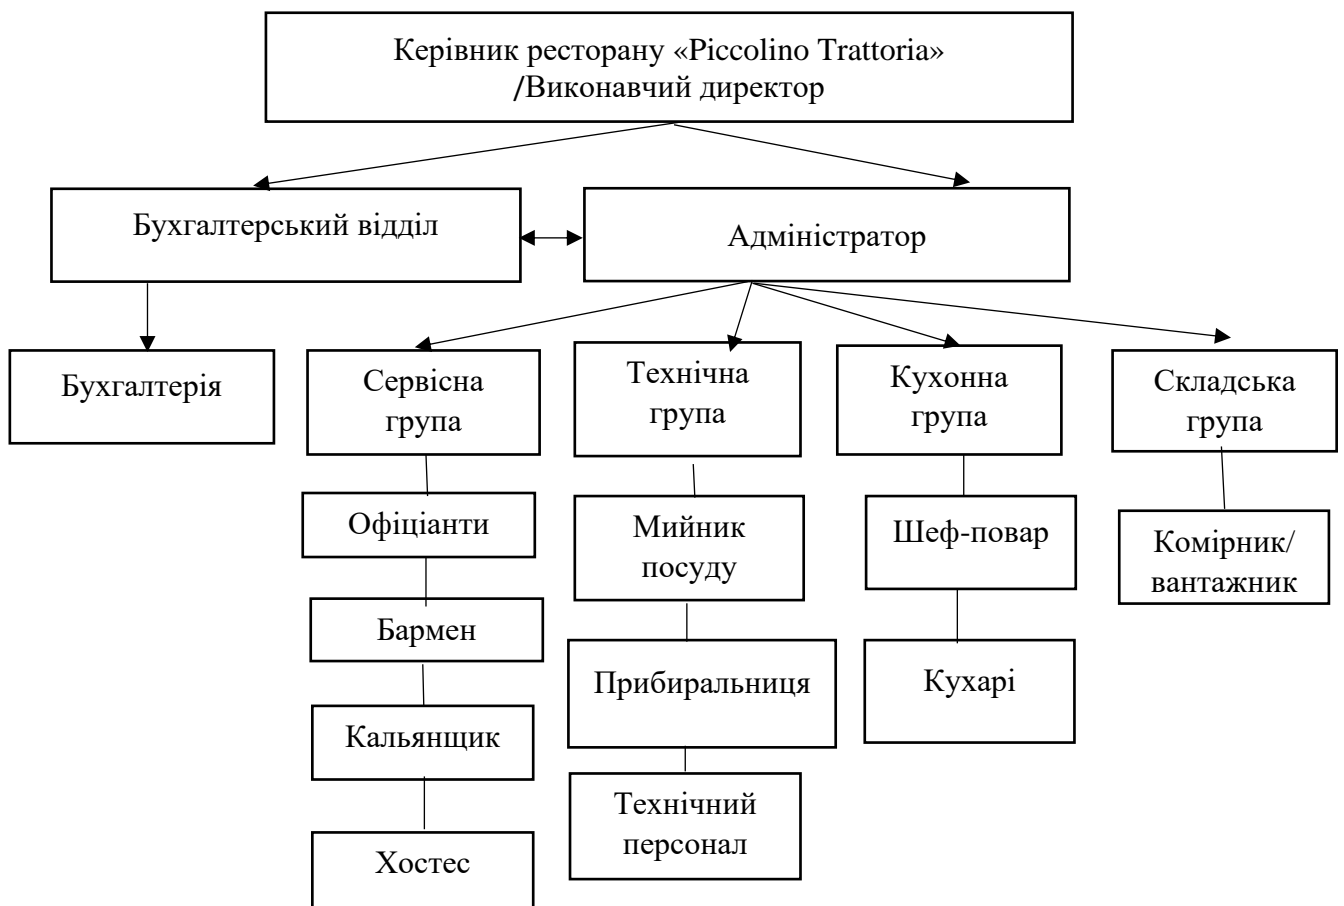 Керівник ресторану «Piccolino Trattoria»
/Виконавчий директор
Бухгалтерський відділ
Адміністратор
Бухгалтерія
Сервісна
група
Технічна
група
Кухонна
група
Складська
група
Офіціанти
Мийник
посуду
Шеф-повар
Комірник/
вантажник
Бармен
Прибиральниця
Кухарі
Кальянщик
Технічний
персонал
Хостес